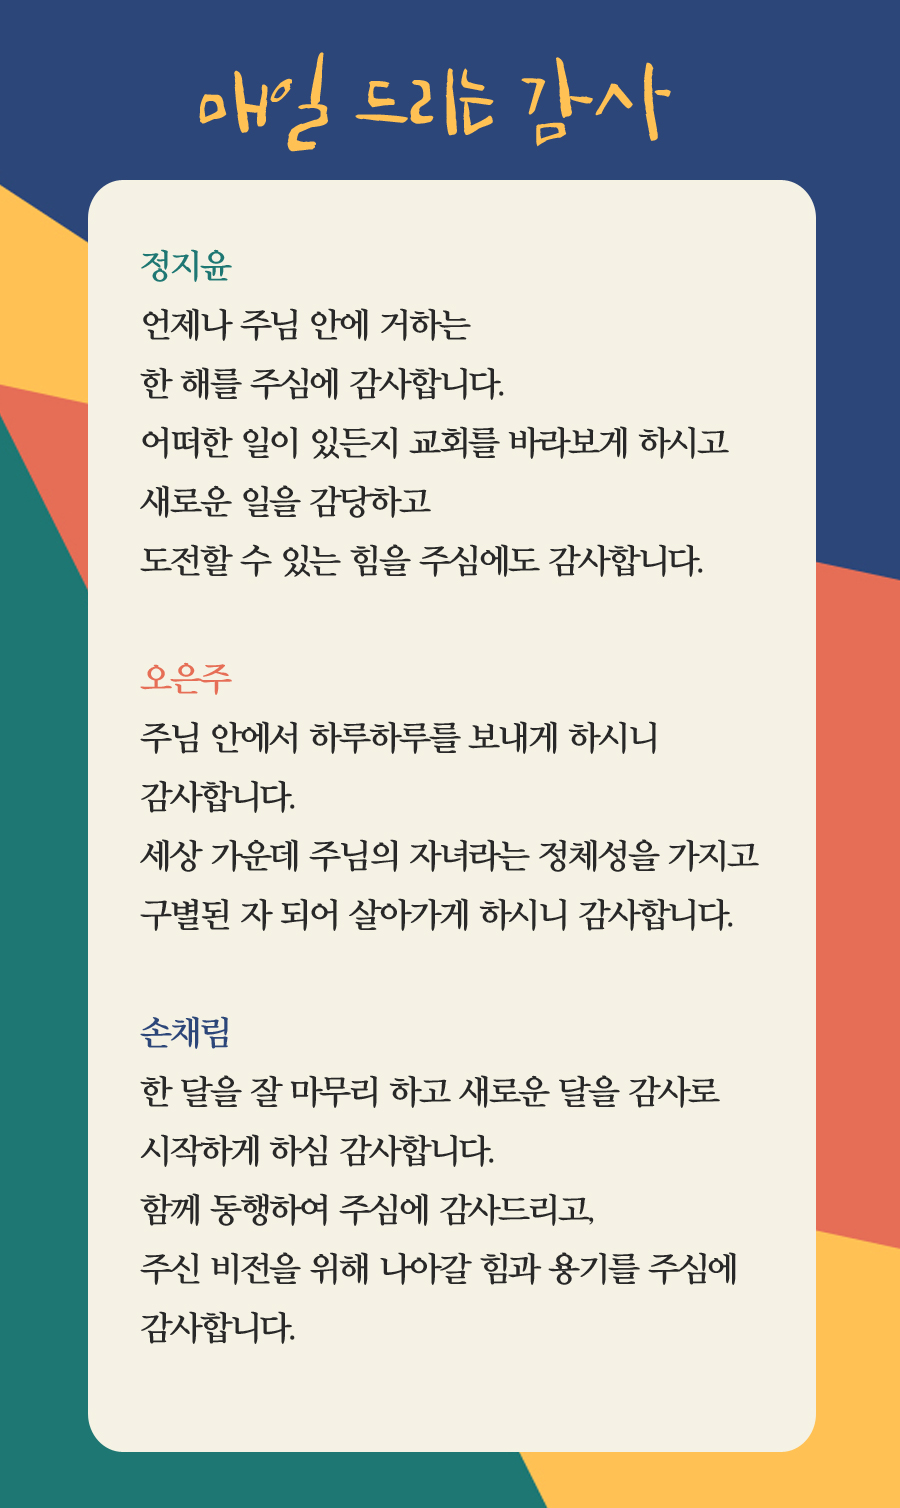 매일 드리는 감사
정지윤
언제나 주님 안에 거하는
한 해를 주심에 감사합니다.
어떠한 일이 있든지 교회를 바라보게 하시고
새로운 일을 감당하고
도전할 수 있는 힘을 주심에도 감사합니다.
오은주
주님 안에서 하루하루를 보내게 하시니
감사합니다.
세상 가운데 주님의 자녀라는 정체성을 가지고
구별된 자 되어 살아가게 하시니 감사합니다.
손채림
한 달을 잘 마무리 하고 새로운 달을 감사로
시작하게 하심 감사합니다.
함께 동행하여 주심에 감사드리고,
주신 비전을 위해 나아갈 힘과 용기를 주심에
감사합니다.